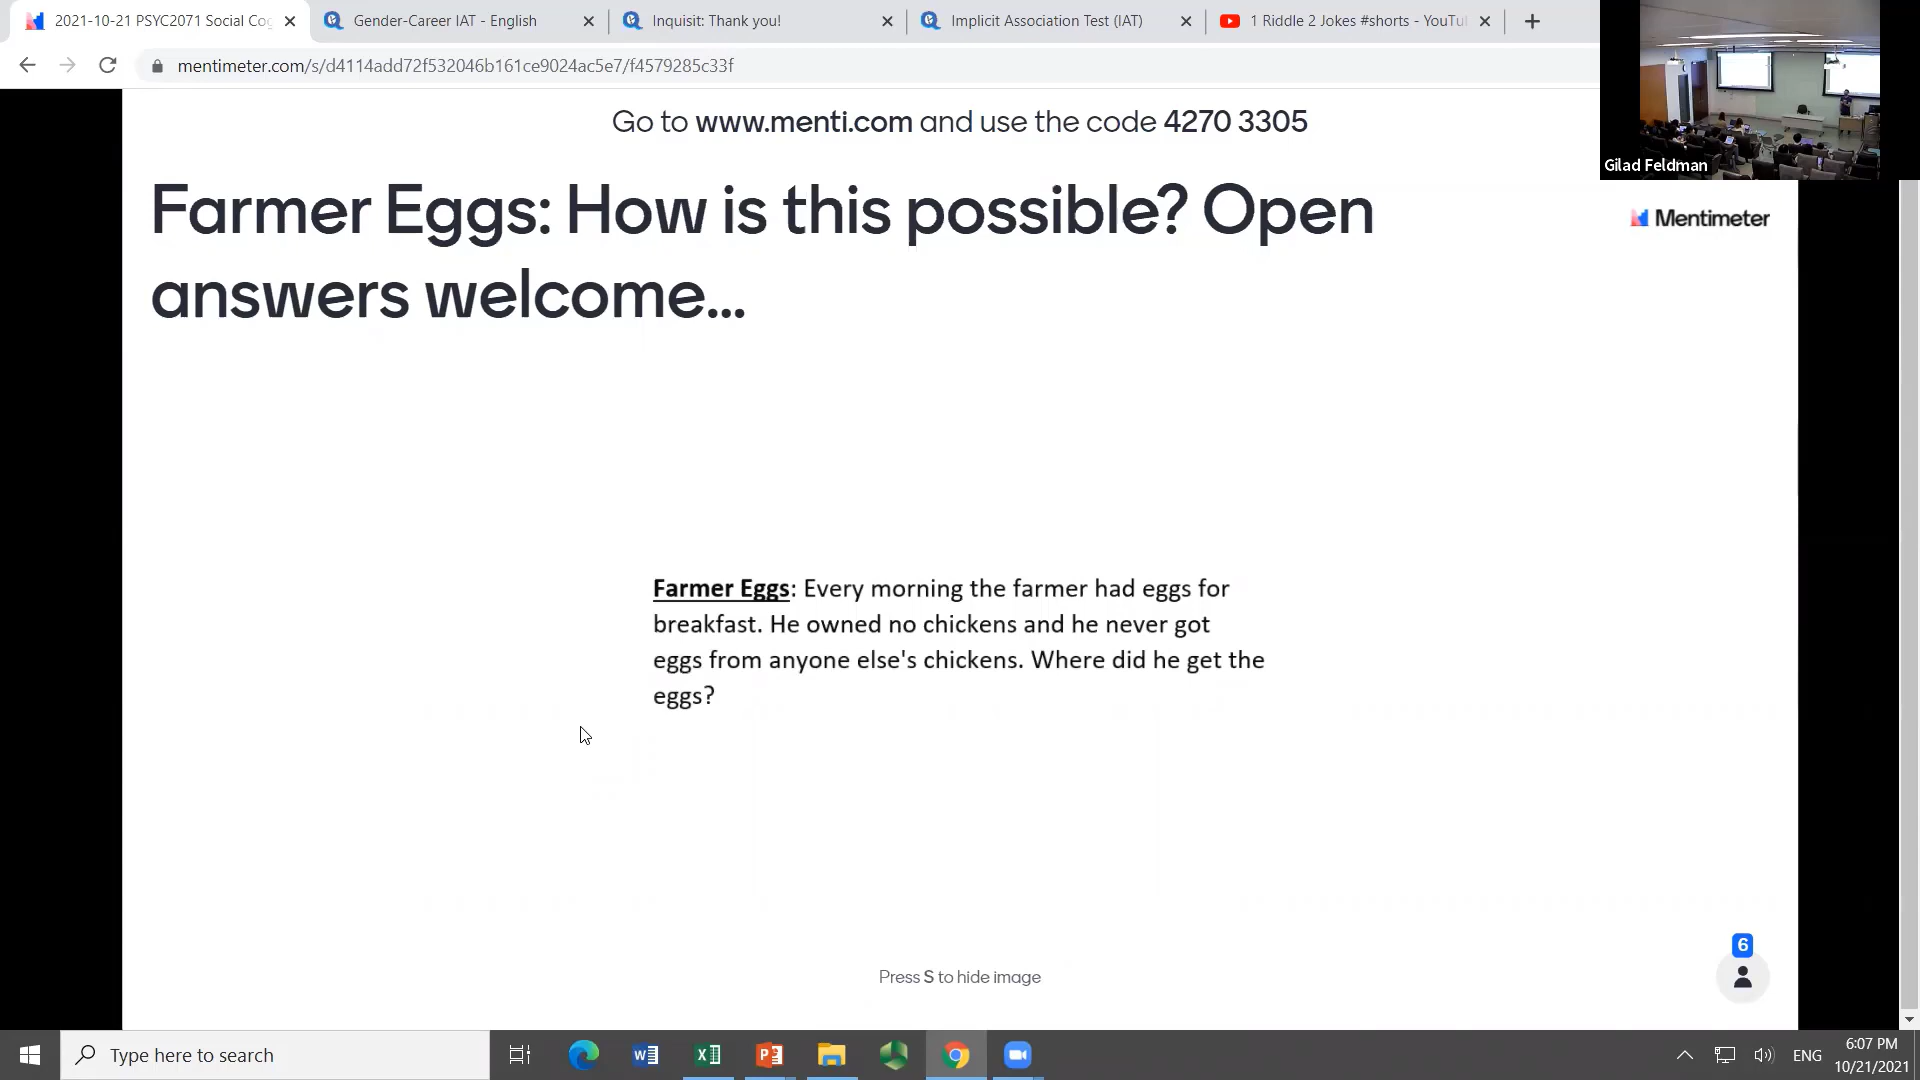 2021-10-21 PSYC2071 Social Co
Gender-Career IAT - English
Inquisit: Thank you!
Implicit Association Test (IAT)
1 Riddle 2 Jokes #shorts - YouTu
mentimeter.com/s/d4114add72f532046b161ce9024ac5e7/f4579285c33f
Gilad Feldman
Go to www.menti.com and use the code 4270 3305
Farmer Eggs: How is this possible? Open
answers welcome...
Mentimeter
Farmer Eggs: Every morning the farmer had eggs for
breakfast. He owned no chickens and he never got
eggs from anyone else's chickens. Where did he get the
eggs?
6
Press S to hide image
Type here to search
ENG
6:07 PM
10/21/2021